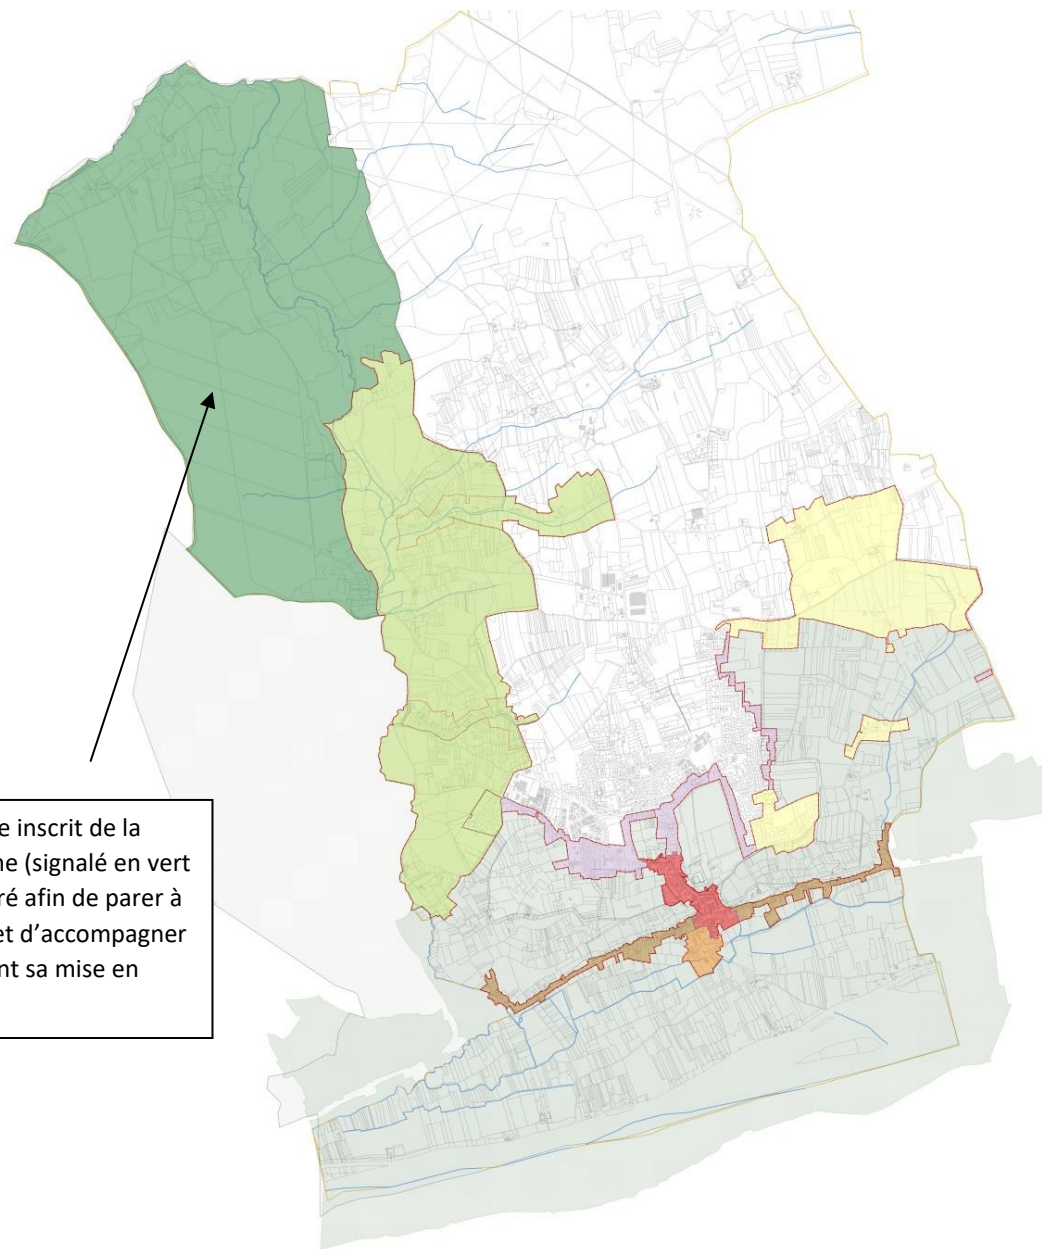 e inscrit de la
ne (signalé en vert
ré afin de parer à
et d’accompagner
nt sa mise en